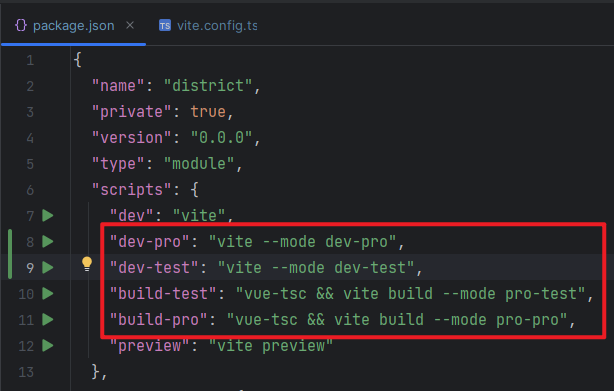 package.json
vite.config.ts
1 {
2 "name": "district",
3 "private": true,
4 "version": "0.0.0",
5 "type": "module",
6 "scripts": {
7 "dev": "vite",
8 "dev-pro": "vite --mode dev-pro",
9 "dev-test": "vite --mode dev-test",
10 "build-test": "vue-tsc && vite build --mode pro-test",
11 "build-pro": "vue-tsc && vite build --mode pro-pro",
12 "preview": "vite preview"
13 },